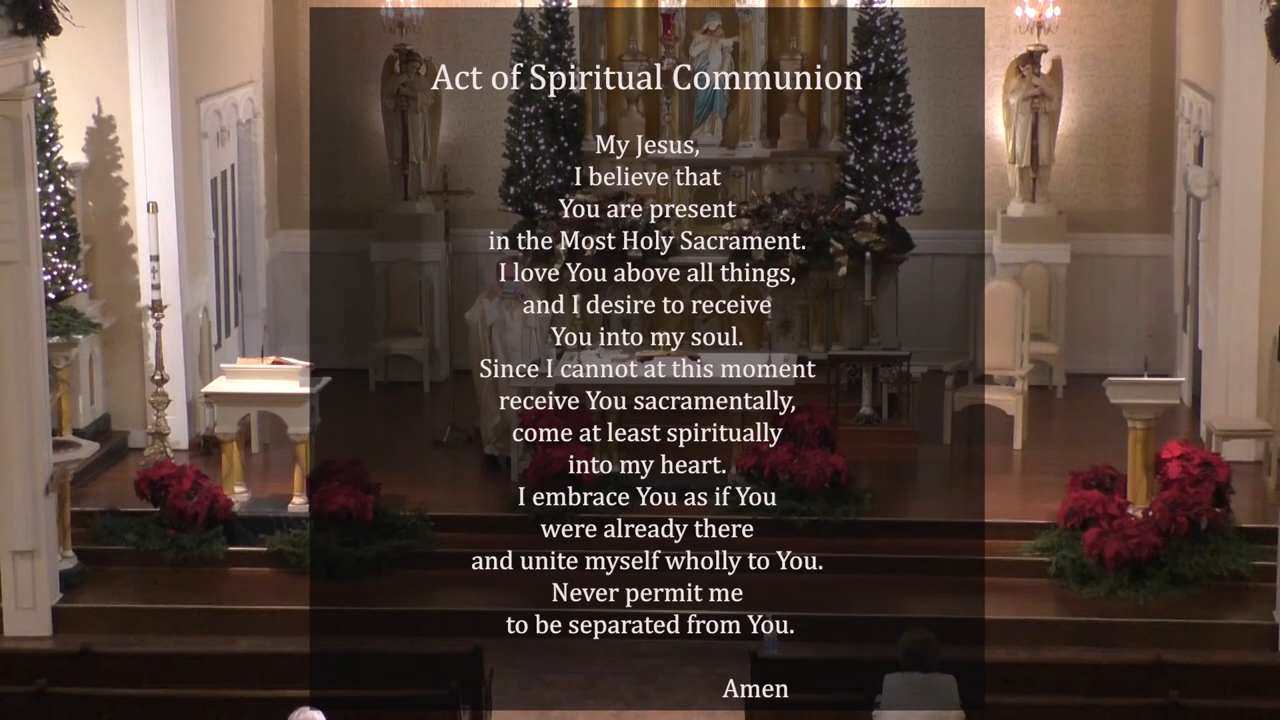 Act of Spiritual Communion
My Jesus,
I believe that
You are present
in the Most Holy Sacrament.
I love You above all things,
and I desire to receive
You into my soul.
Since I cannot at this moment
receive You sacramentally,
come at least spiritually
into my heart.
I embrace You as if You
were already there
and unite myself wholly to You.
Never permit me
to be separated from You.
Amen